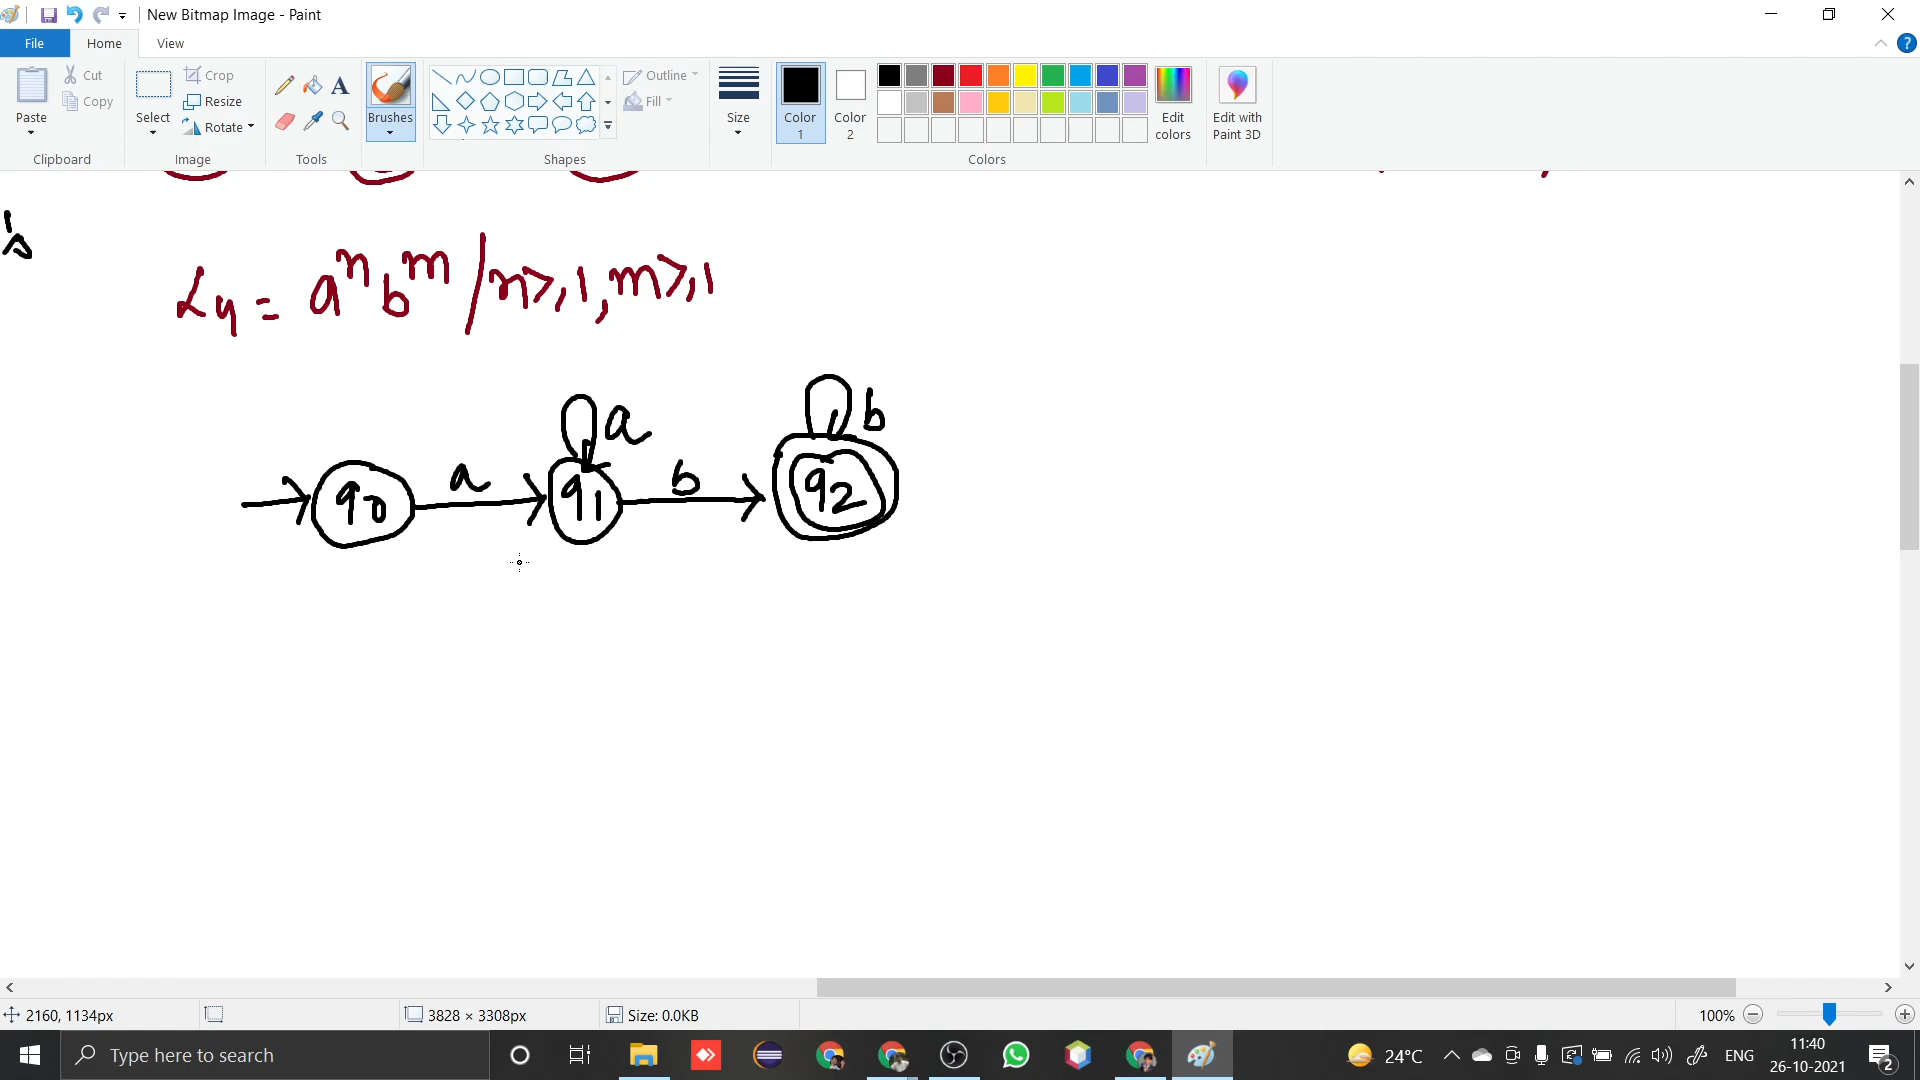 New Bitmap Image - Paint
File Home View
Paste Cut Copy Select Crop Resize Rotate Brushes Outline Fill Size Color 1 Color 2 Edit colors Edit with Paint 3D
Clipboard Image Tools Shapes Colors
L4 = a^n b^m / n≥1, m≥1
a b
a b
q0 q1 q2
2160, 1134px 3828 × 3308px Size: 0.0KB 100%
Type here to search 24°C ENG 11:40 26-10-2021 2